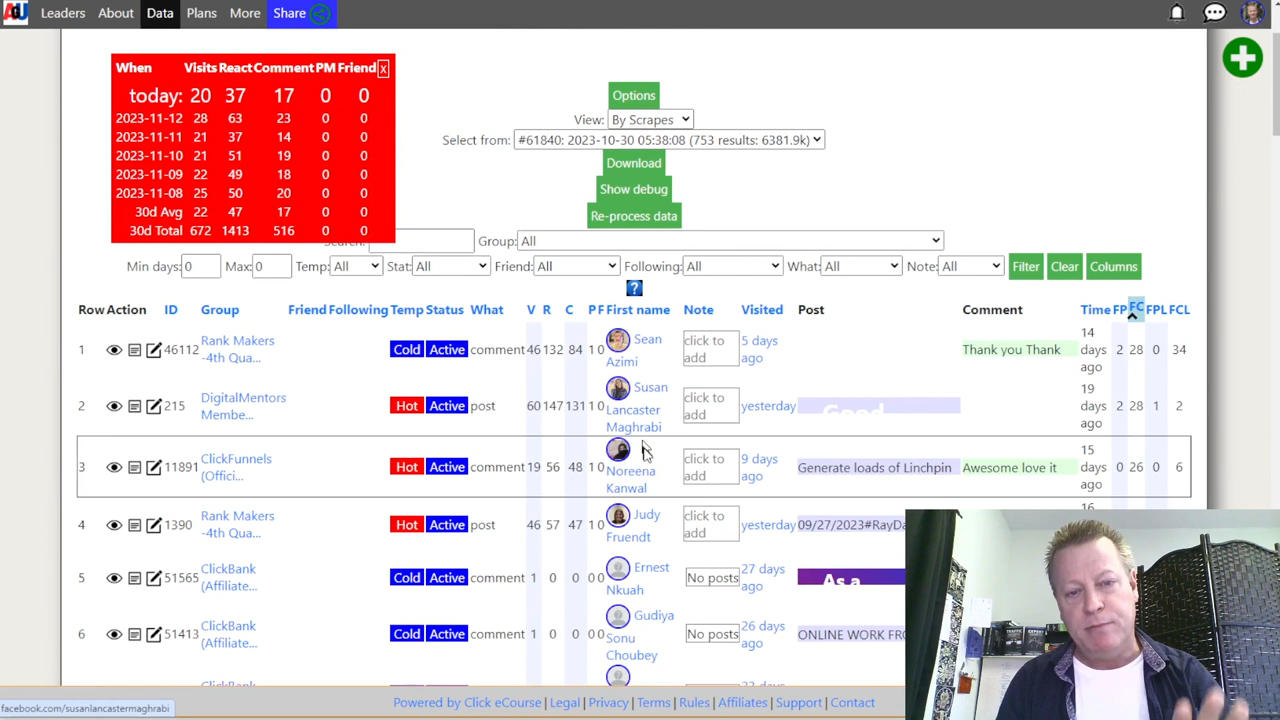 Leaders About Data Plans More Share
When Visits React Comment PM Friend X
today: 20 37 17 0 0
2023-11-12 28 63 23 0 0
2023-11-11 21 37 14 0 0
2023-11-10 21 51 19 0 0
2023-11-09 22 49 18 0 0
2023-11-08 25 50 20 0 0
30d Avg 22 47 17 0 0
30d Total 672 1413 516 0 0
Options
View: By Scrapes
Select from: #61840: 2023-10-30 05:38:08 (753 results: 6381.9k)
Download
Show debug
Re-process data
Search: Group: All
Min days: 0 Max: 0 Temp: All Stat: All Friend: All Following: All What: All Note: All Filter Clear Columns
?
Row Action ID Group Friend Following Temp Status What V R C P F First name Note Visited Post Comment Time FP FC FPL FCL
1 46112 Rank Makers -4th Qua... Cold Active comment 46 132 84 1 0 Sean Azimi click to add 5 days ago Thank you Thank 14 days ago 2 28 0 34
2 215 DigitalMentors Membe... Hot Active post 60 147 131 1 0 Susan Lancaster Maghrabi click to add yesterday Good 19 days ago 2 28 1 2
3 11891 ClickFunnels (Offici... Hot Active comment 19 56 48 1 0 Noreena Kanwal click to add 9 days ago Generate loads of Linchpin Awesome love it 15 days ago 0 26 0 6
4 1390 Rank Makers -4th Qua... Hot Active post 46 57 47 1 0 Judy Fruendt click to add yesterday 09/27/2023#RayDa
5 51565 ClickBank (Affiliate... Cold Active comment 1 0 0 0 0 Ernest Nkuah No posts 27 days ago As a
6 51413 ClickBank (Affiliate... Cold Active comment 1 0 0 0 0 Gudiya Sonu Choubey No posts 26 days ago ONLINE WORK FRO
Powered by Click eCourse | Legal | Privacy | Terms | Rules | Affiliates | Support | Contact
facebook.com/susanlancastermaghrabi